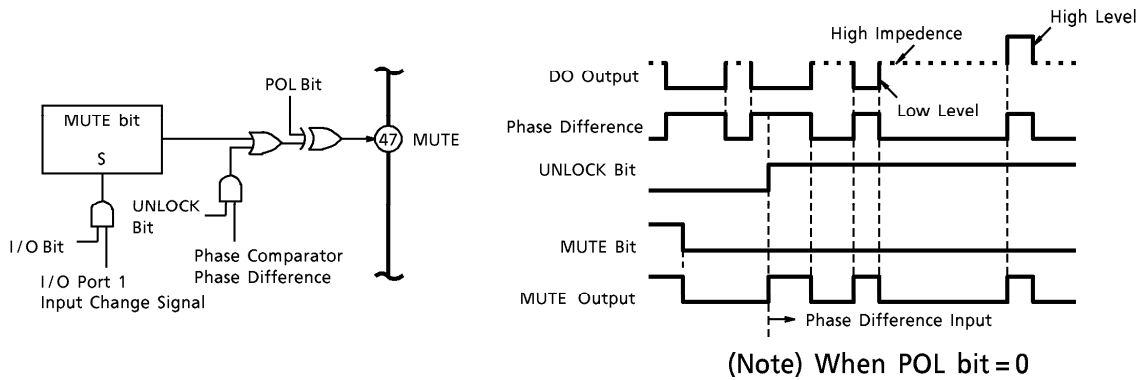 POL Bit
MUTE bit
S
47 MUTE
UNLOCK
Bit
I/O Bit
Phase Comparator
Phase Difference
I/O Port 1
Input Change Signal
High Level
High Impedence
DO Output
Low Level
Phase Difference
UNLOCK Bit
MUTE Bit
MUTE Output
Phase Difference Input
(Note) When POL bit = 0